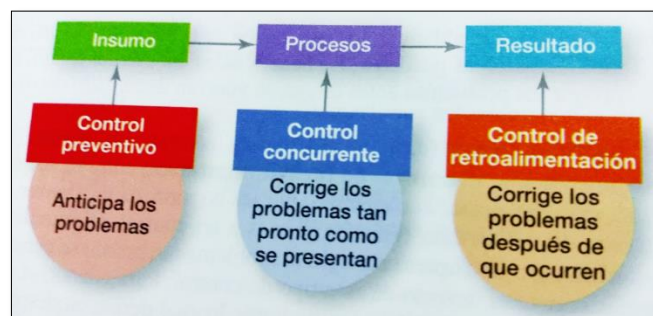 Insumo
Procesos
Resultado
Control
preventivo
Anticipa los
problemas
Control
concurrente
Corrige los
problemas tan
pronto como
se presentan
Control de
retroalimentación
Corrige los
problemas
después de
que ocurren